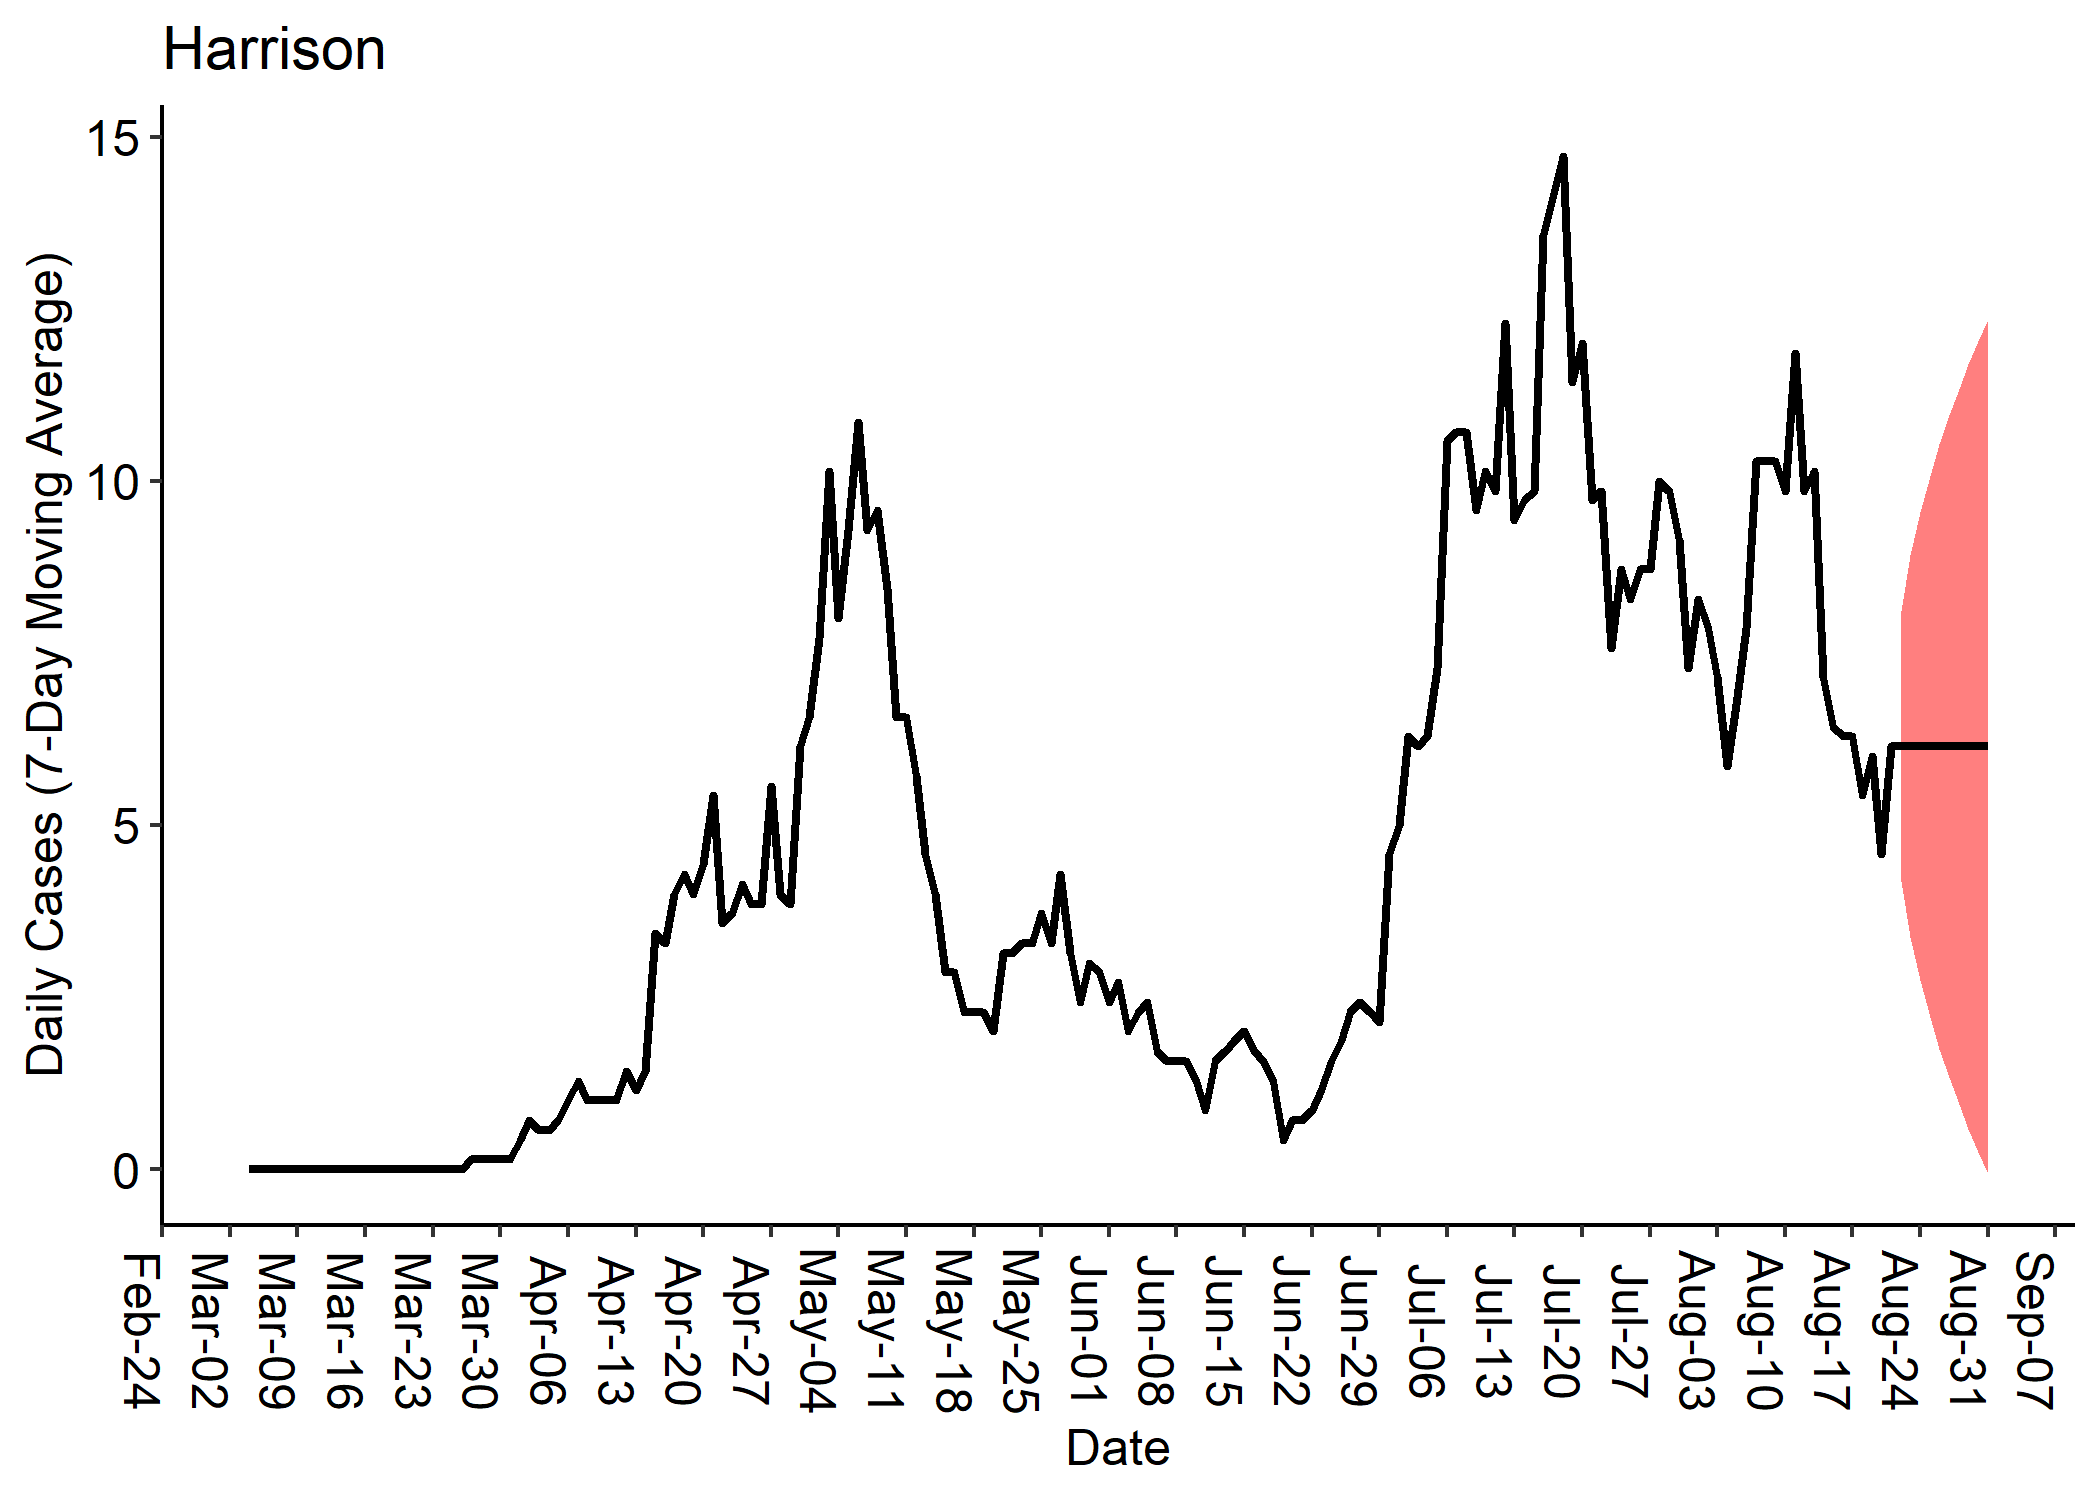 Harrison
Daily Cases (7-Day Moving Average)
15
10
5
0
Feb-24
Mar-02
Mar-09
Mar-16
Mar-23
Mar-30
Apr-06
Apr-13
Apr-20
Apr-27
May-04
May-11
May-18
May-25
Jun-01
Jun-08
Jun-15
Jun-22
Jun-29
Jul-06
Jul-13
Jul-20
Jul-27
Aug-03
Aug-10
Aug-17
Aug-24
Aug-31
Sep-07
Date